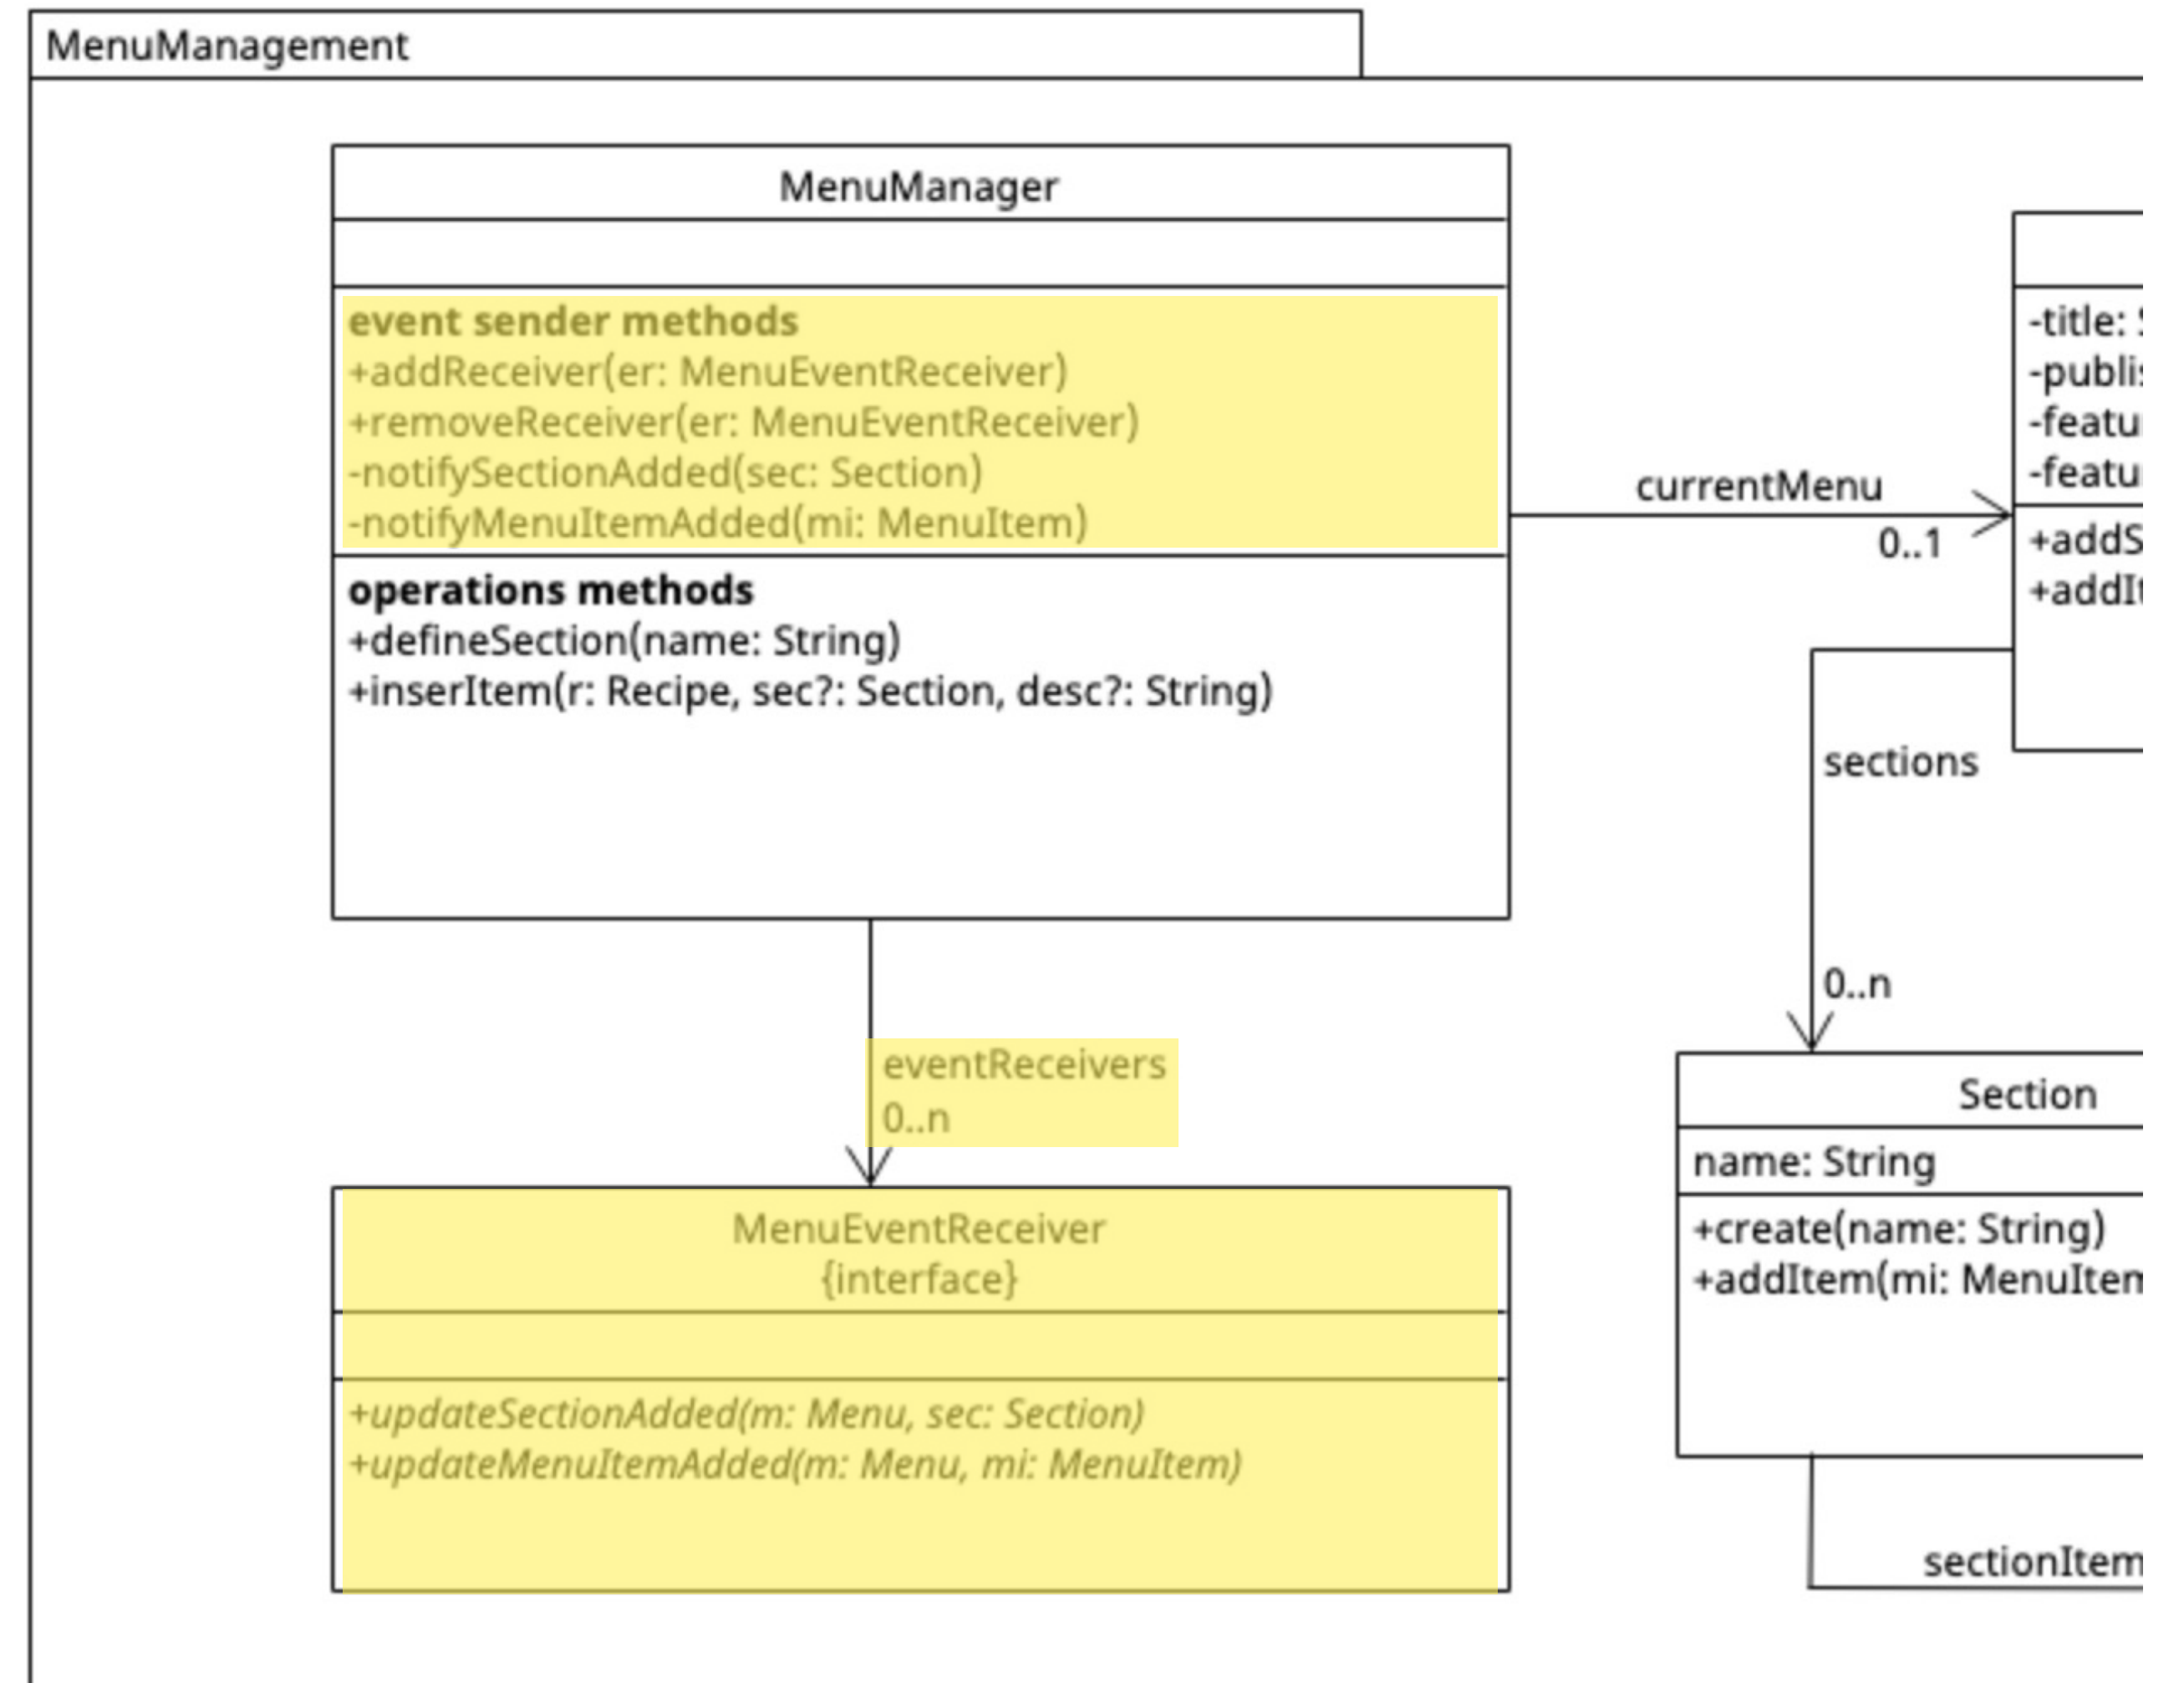 MenuManagement
MenuManager
event sender methods
+addReceiver(er: MenuEventReceiver)
+removeReceiver(er: MenuEventReceiver)
-notifySectionAdded(sec: Section)
-notifyMenuItemAdded(mi: MenuItem)
operations methods
+defineSection(name: String)
+inserItem(r: Recipe, sec?: Section, desc?: String)
currentMenu
0..1
-title:
-publis
-featu
-featu
+addS
+addIt
sections
0..n
eventReceivers
0..n
MenuEventReceiver
{interface}
+updateSectionAdded(m: Menu, sec: Section)
+updateMenuItemAdded(m: Menu, mi: MenuItem)
Section
name: String
+create(name: String)
+addItem(mi: MenuItem
sectionItem